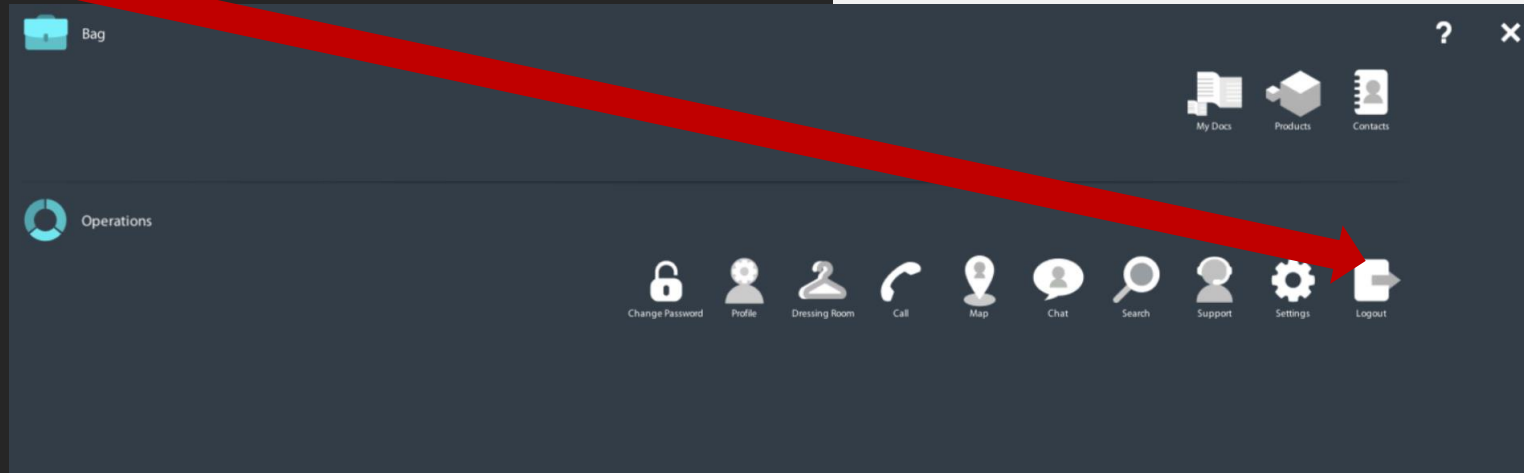 Bag
?
My Docs Products Contacts
Operations
Change Password Profile Dressing Room Call Map Chat Search Support Settings Logout